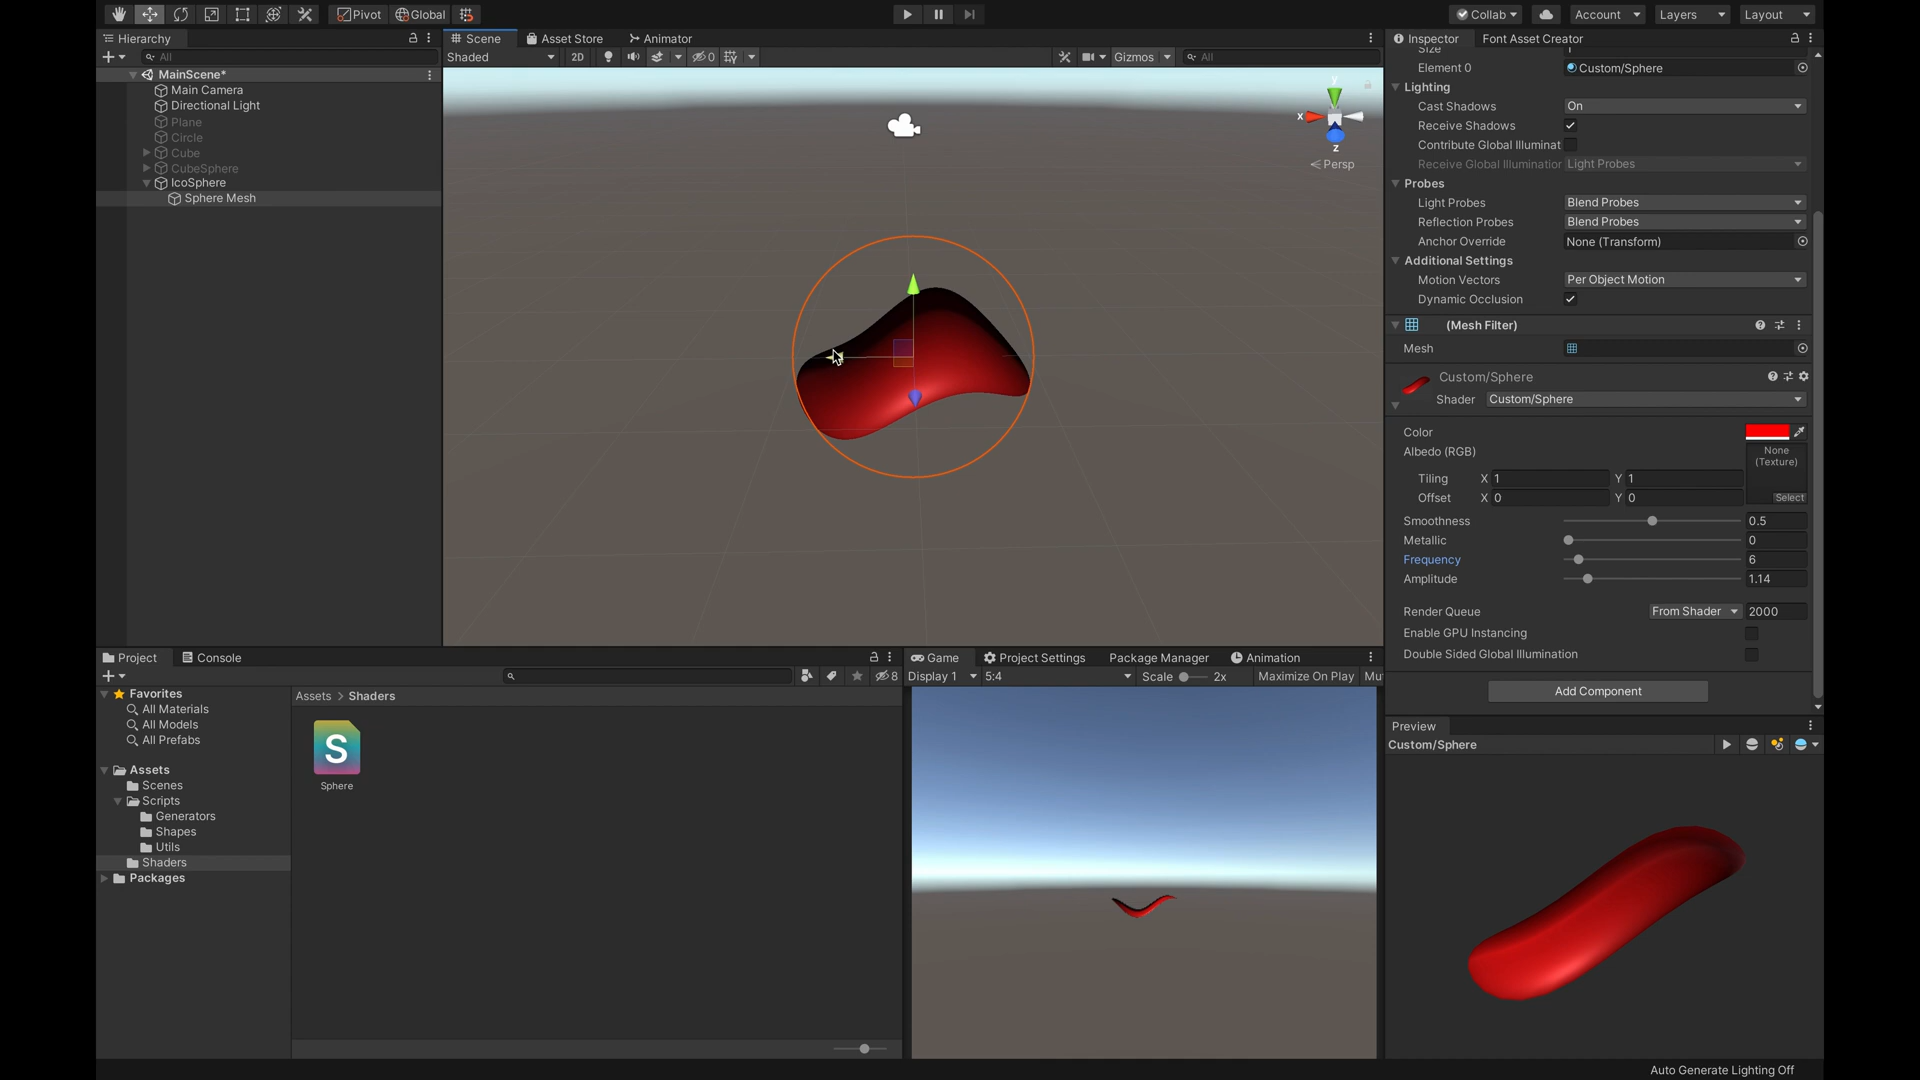 Pivot Global Collab Account Layers Layout
Hierarchy Scene Asset Store Animator Inspector Font Asset Creator
All Shaded 2D 0 Gizmos All
MainScene*
Main Camera
Directional Light
Plane
Circle
Cube
CubeSphere
IcoSphere
Sphere Mesh
y
x
z
Persp
Size 1
Element 0 Custom/Sphere
Lighting
Cast Shadows On
Receive Shadows
Contribute Global Illuminat
Receive Global Illumination Light Probes
Probes
Light Probes Blend Probes
Reflection Probes Blend Probes
Anchor Override None (Transform)
Additional Settings
Motion Vectors Per Object Motion
Dynamic Occlusion
(Mesh Filter)
Mesh
Custom/Sphere
Shader Custom/Sphere
Color
Albedo (RGB) None
(Texture)
Tiling X 1 Y 1
Offset X 0 Y 0 Select
Smoothness 0.5
Metallic 0
Frequency 6
Amplitude 1.14
Render Queue From Shader 2000
Enable GPU Instancing
Double Sided Global Illumination
Add Component
Preview
Custom/Sphere
Project Console
8
Favorites
All Materials
All Models
All Prefabs
Assets
Scenes
Scripts
Generators
Shapes
Utils
Shaders
Packages
Assets > Shaders
S
Sphere
Game Project Settings Package Manager Animation
Display 1 5:4 Scale 2x Maximize On Play Mu
Auto Generate Lighting Off